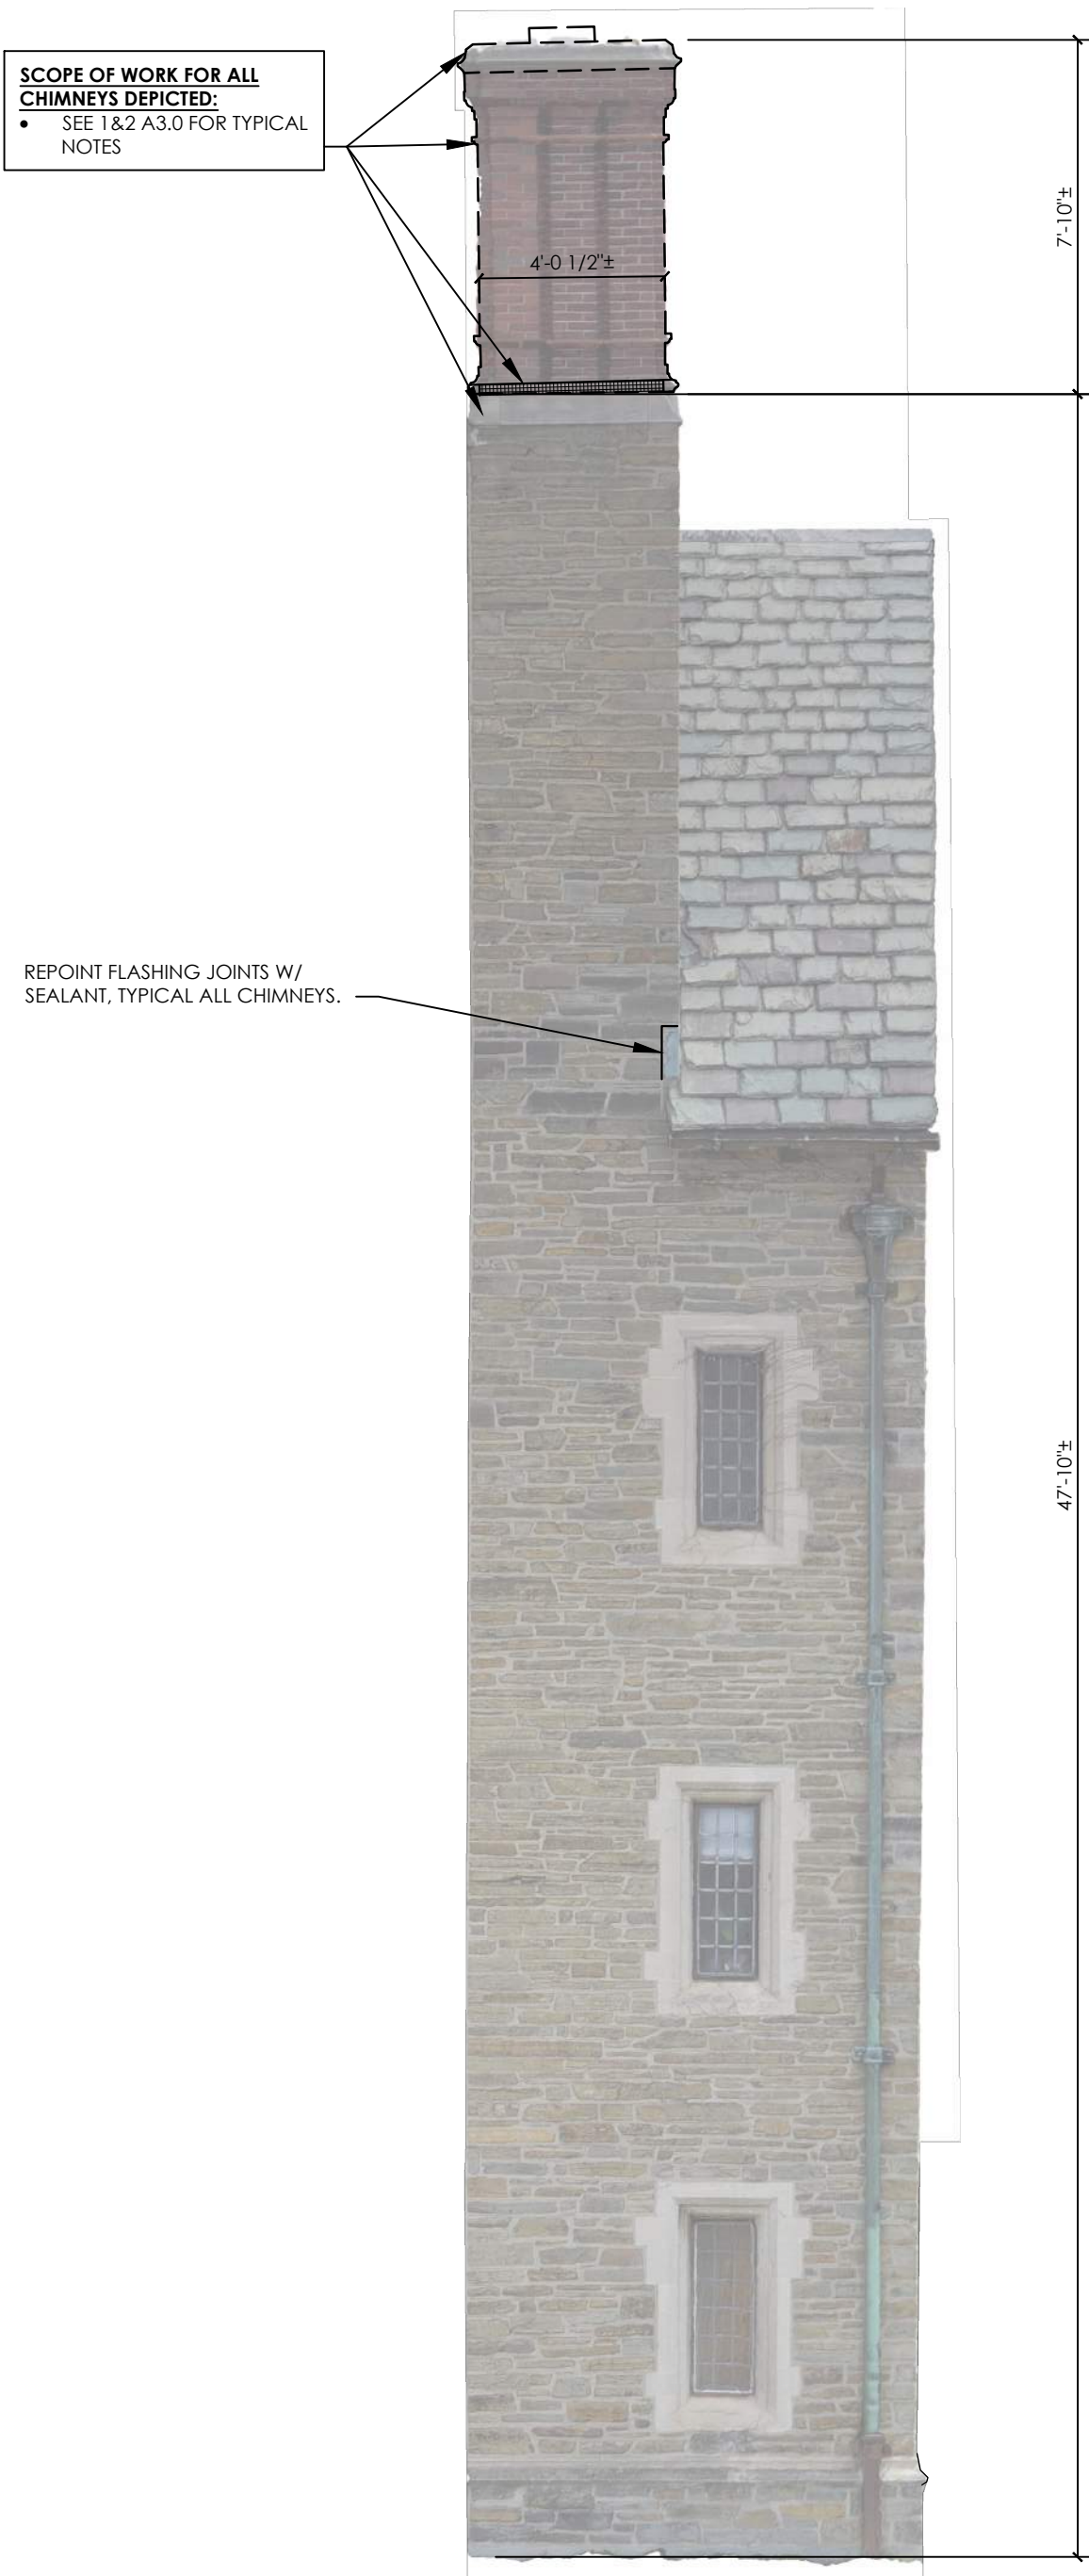 SCOPE OF WORK FOR ALL
CHIMNEYS DEPICTED:
• SEE 1&2 A3.0 FOR TYPICAL
NOTES
7'-10"±
4'-0 1/2"±
REPOINT FLASHING JOINTS W/
SEALANT, TYPICAL ALL CHIMNEYS.
47'-10"±